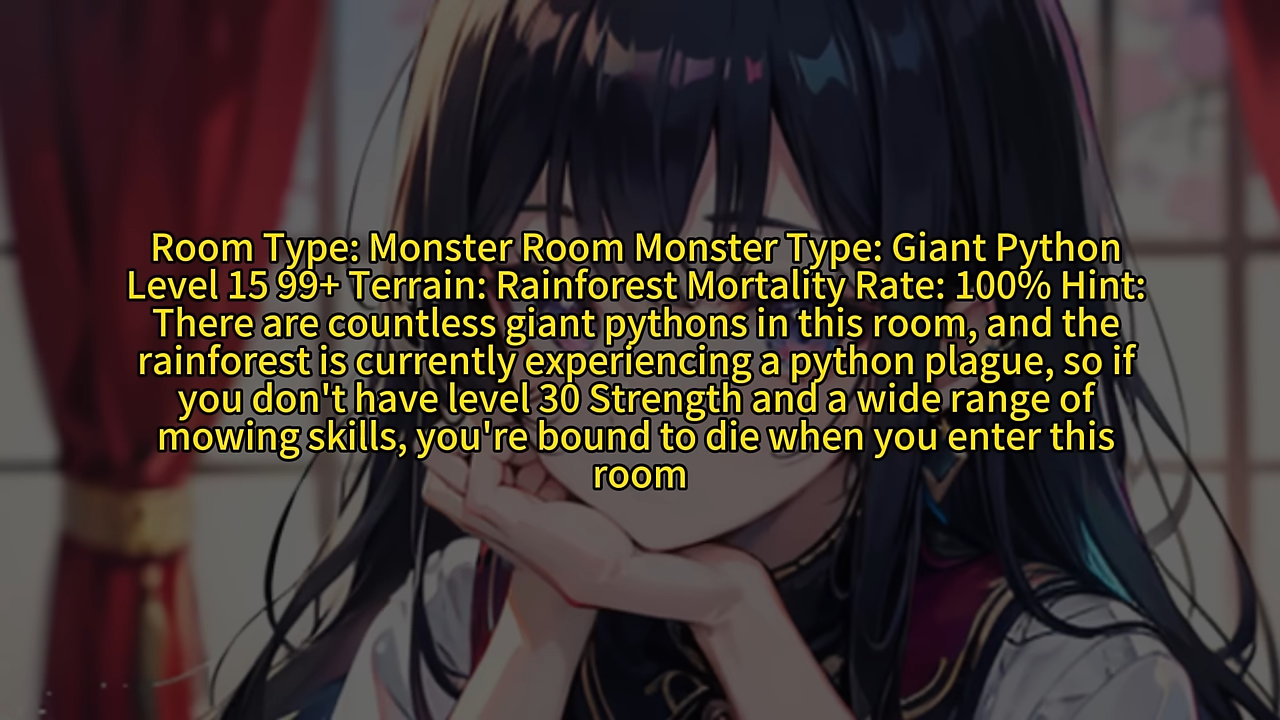 Room Type: Monster Room Monster Type: Giant Python
Level 15 99+ Terrain: Rainforest Mortality Rate: 100% Hint:
There are countless giant pythons in this room, and the
rainforest is currently experiencing a python plague, so if
you don't have level 30 Strength and a wide range of
mowing skills, you're bound to die when you enter this
room